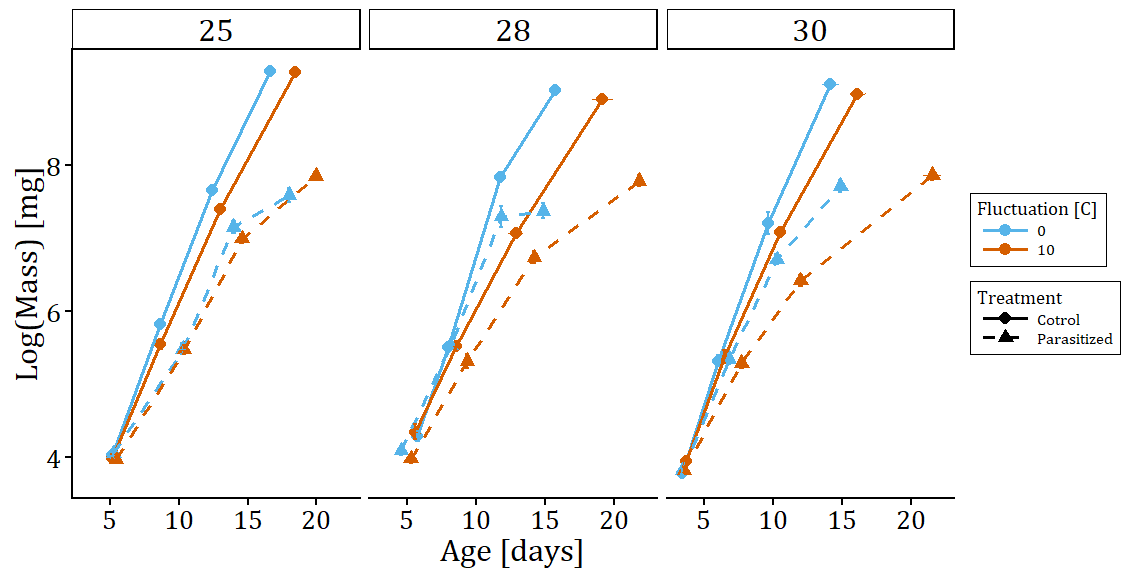 25 28 30
Log(Mass) [mg]
8
6
4
5 10 15 20 5 10 15 20 5 10 15 20
Age [days]
Fluctuation [C]
0
10
Treatment
Cotrol
Parasitized